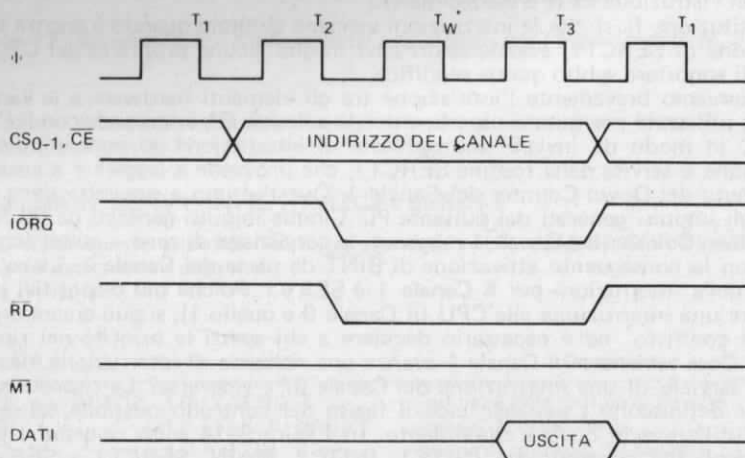 T1 T2 TW T3 T1
Φ
CS0-1, CE
INDIRIZZO DEL CANALE
IORQ
RD
M1
DATI
USCITA